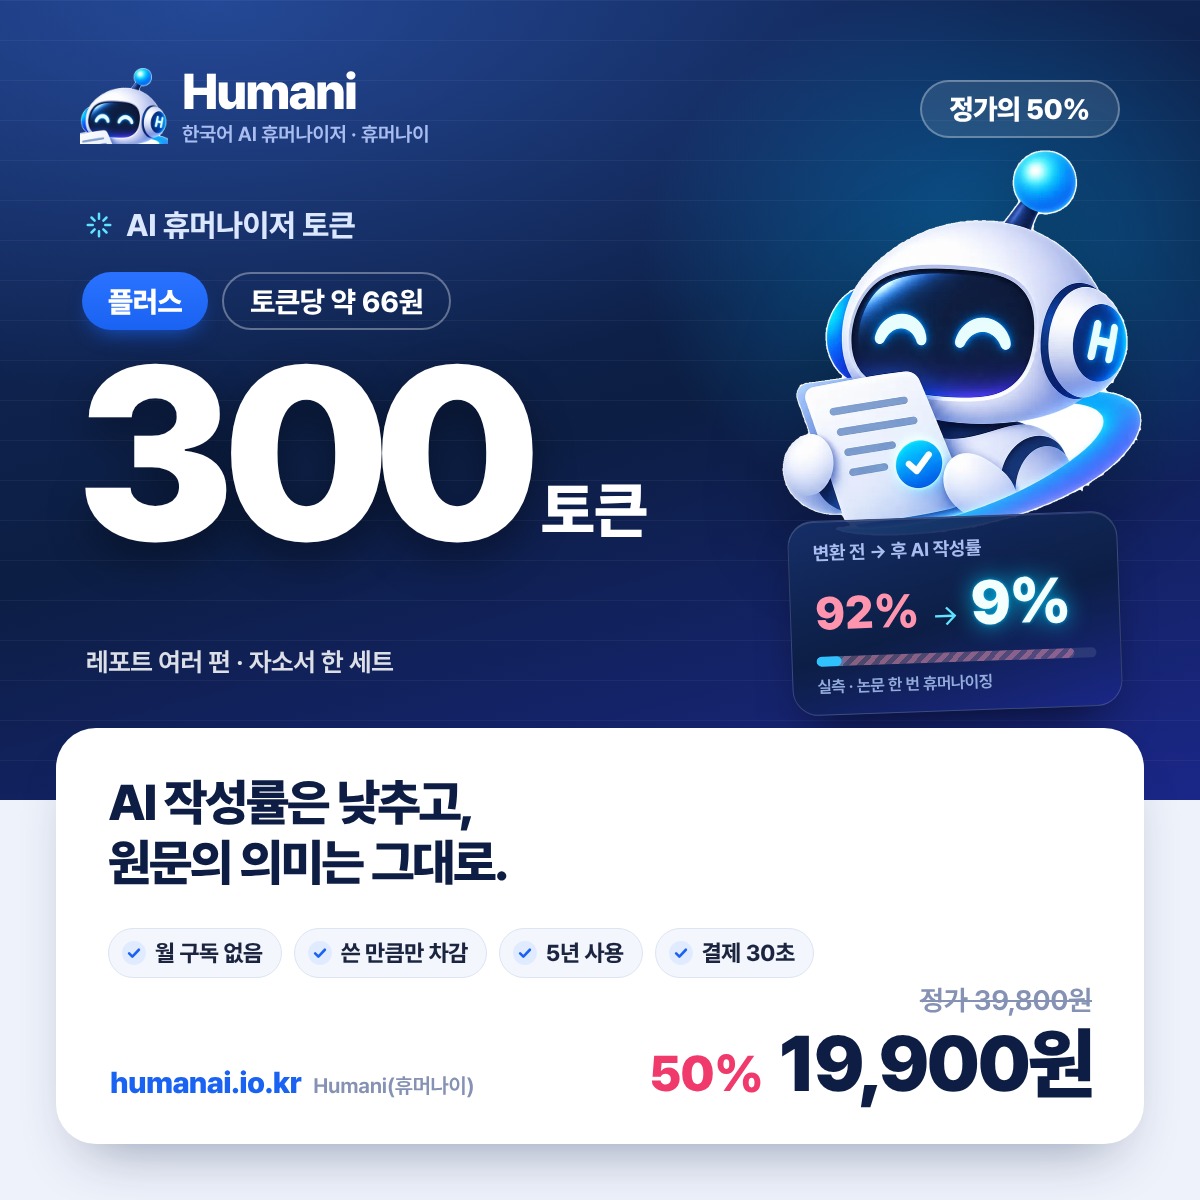 Humani
한국어 AI 휴머나이저 · 휴머나이
정가의 50%
AI 휴머나이저 토큰
플러스
토큰당 약 66원
300 토큰
레포트 여러 편 · 자소서 한 세트
H
변환 전 → 후 AI 작성률
92% → 9%
실측 · 논문 한 번 휴머나이징
AI 작성률은 낮추고,
원문의 의미는 그대로.
월 구독 없음
쓴 만큼만 차감
5년 사용
결제 30초
정가 39,800원
50% 19,900원
humanai.io.kr Humani(휴머나이)